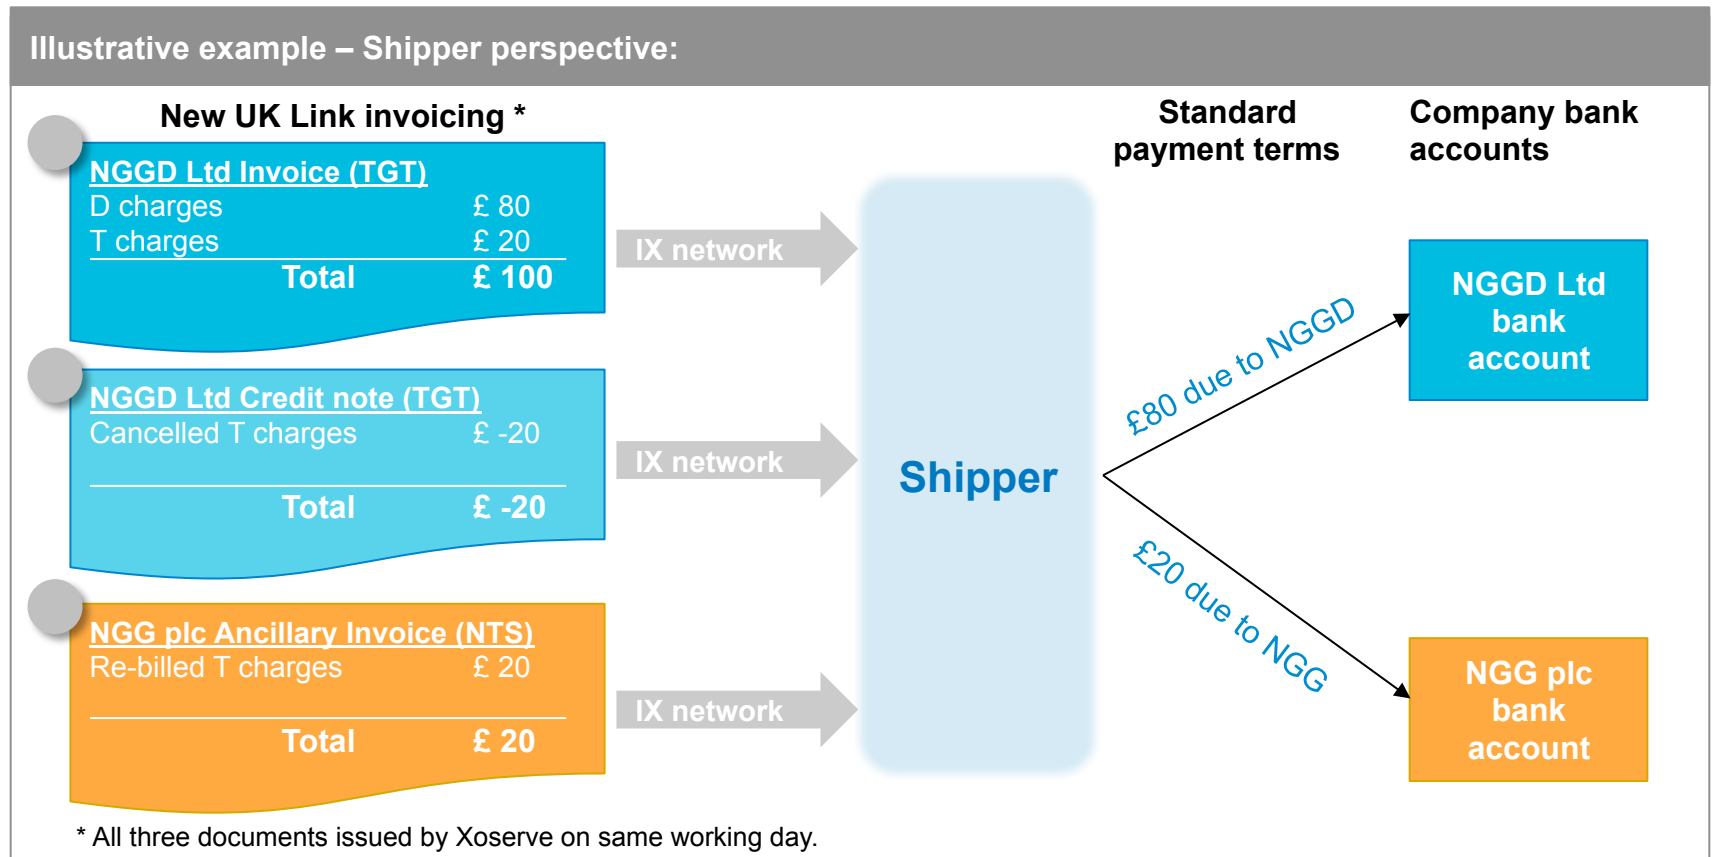 Illustrative example – Shipper perspective:
New UK Link invoicing *
NGGD Ltd Invoice (TGT)
D charges £ 80
T charges £ 20
Total £ 100
IX network
NGGD Ltd Credit note (TGT)
Cancelled T charges £ -20
Total £ -20
IX network
NGG plc Ancillary Invoice (NTS)
Re-billed T charges £ 20
Total £ 20
IX network
Shipper
Standard
payment terms
£80 due to NGGD
£20 due to NGG
Company bank
accounts
NGGD Ltd
bank
account
NGG plc
bank
account
* All three documents issued by Xoserve on same working day.